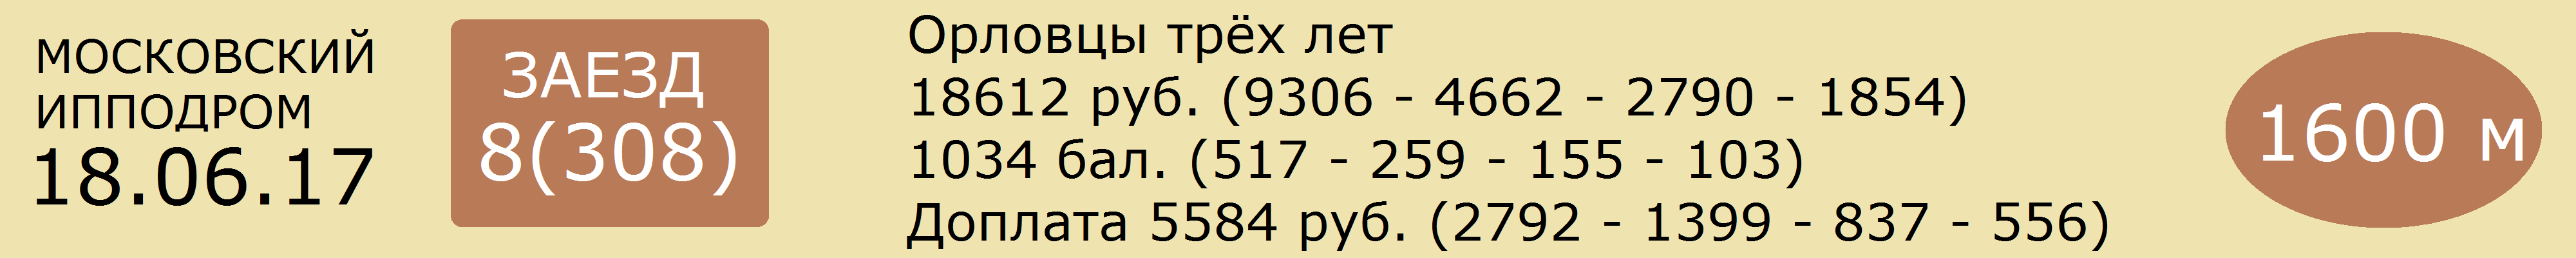 МОСКОВСКИЙ
ИППОДРОМ
18.06.17
ЗАЕЗД
8(308)
Орловцы трёх лет
18612 руб. (9306 - 4662 - 2790 - 1854)
1034 бал. (517 - 259 - 155 - 103)
Доплата 5584 руб. (2792 - 1399 - 837 - 556)
1600 м